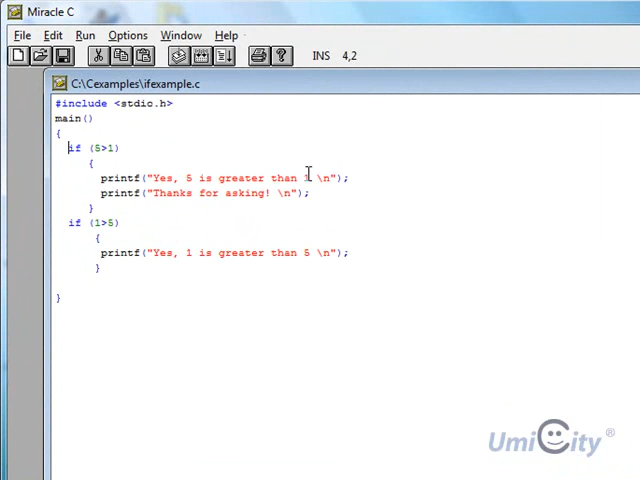 Miracle C
File Edit Run Options Window Help
INS 4,2
C:\Cexamples\ifexample.c
#include <stdio.h>
main()
{
if (5>1)
{
printf("Yes, 5 is greater than 1 \n");
printf("Thanks for asking! \n");
}
if (1>5)
{
printf("Yes, 1 is greater than 5 \n");
}
}
UmiCity ®